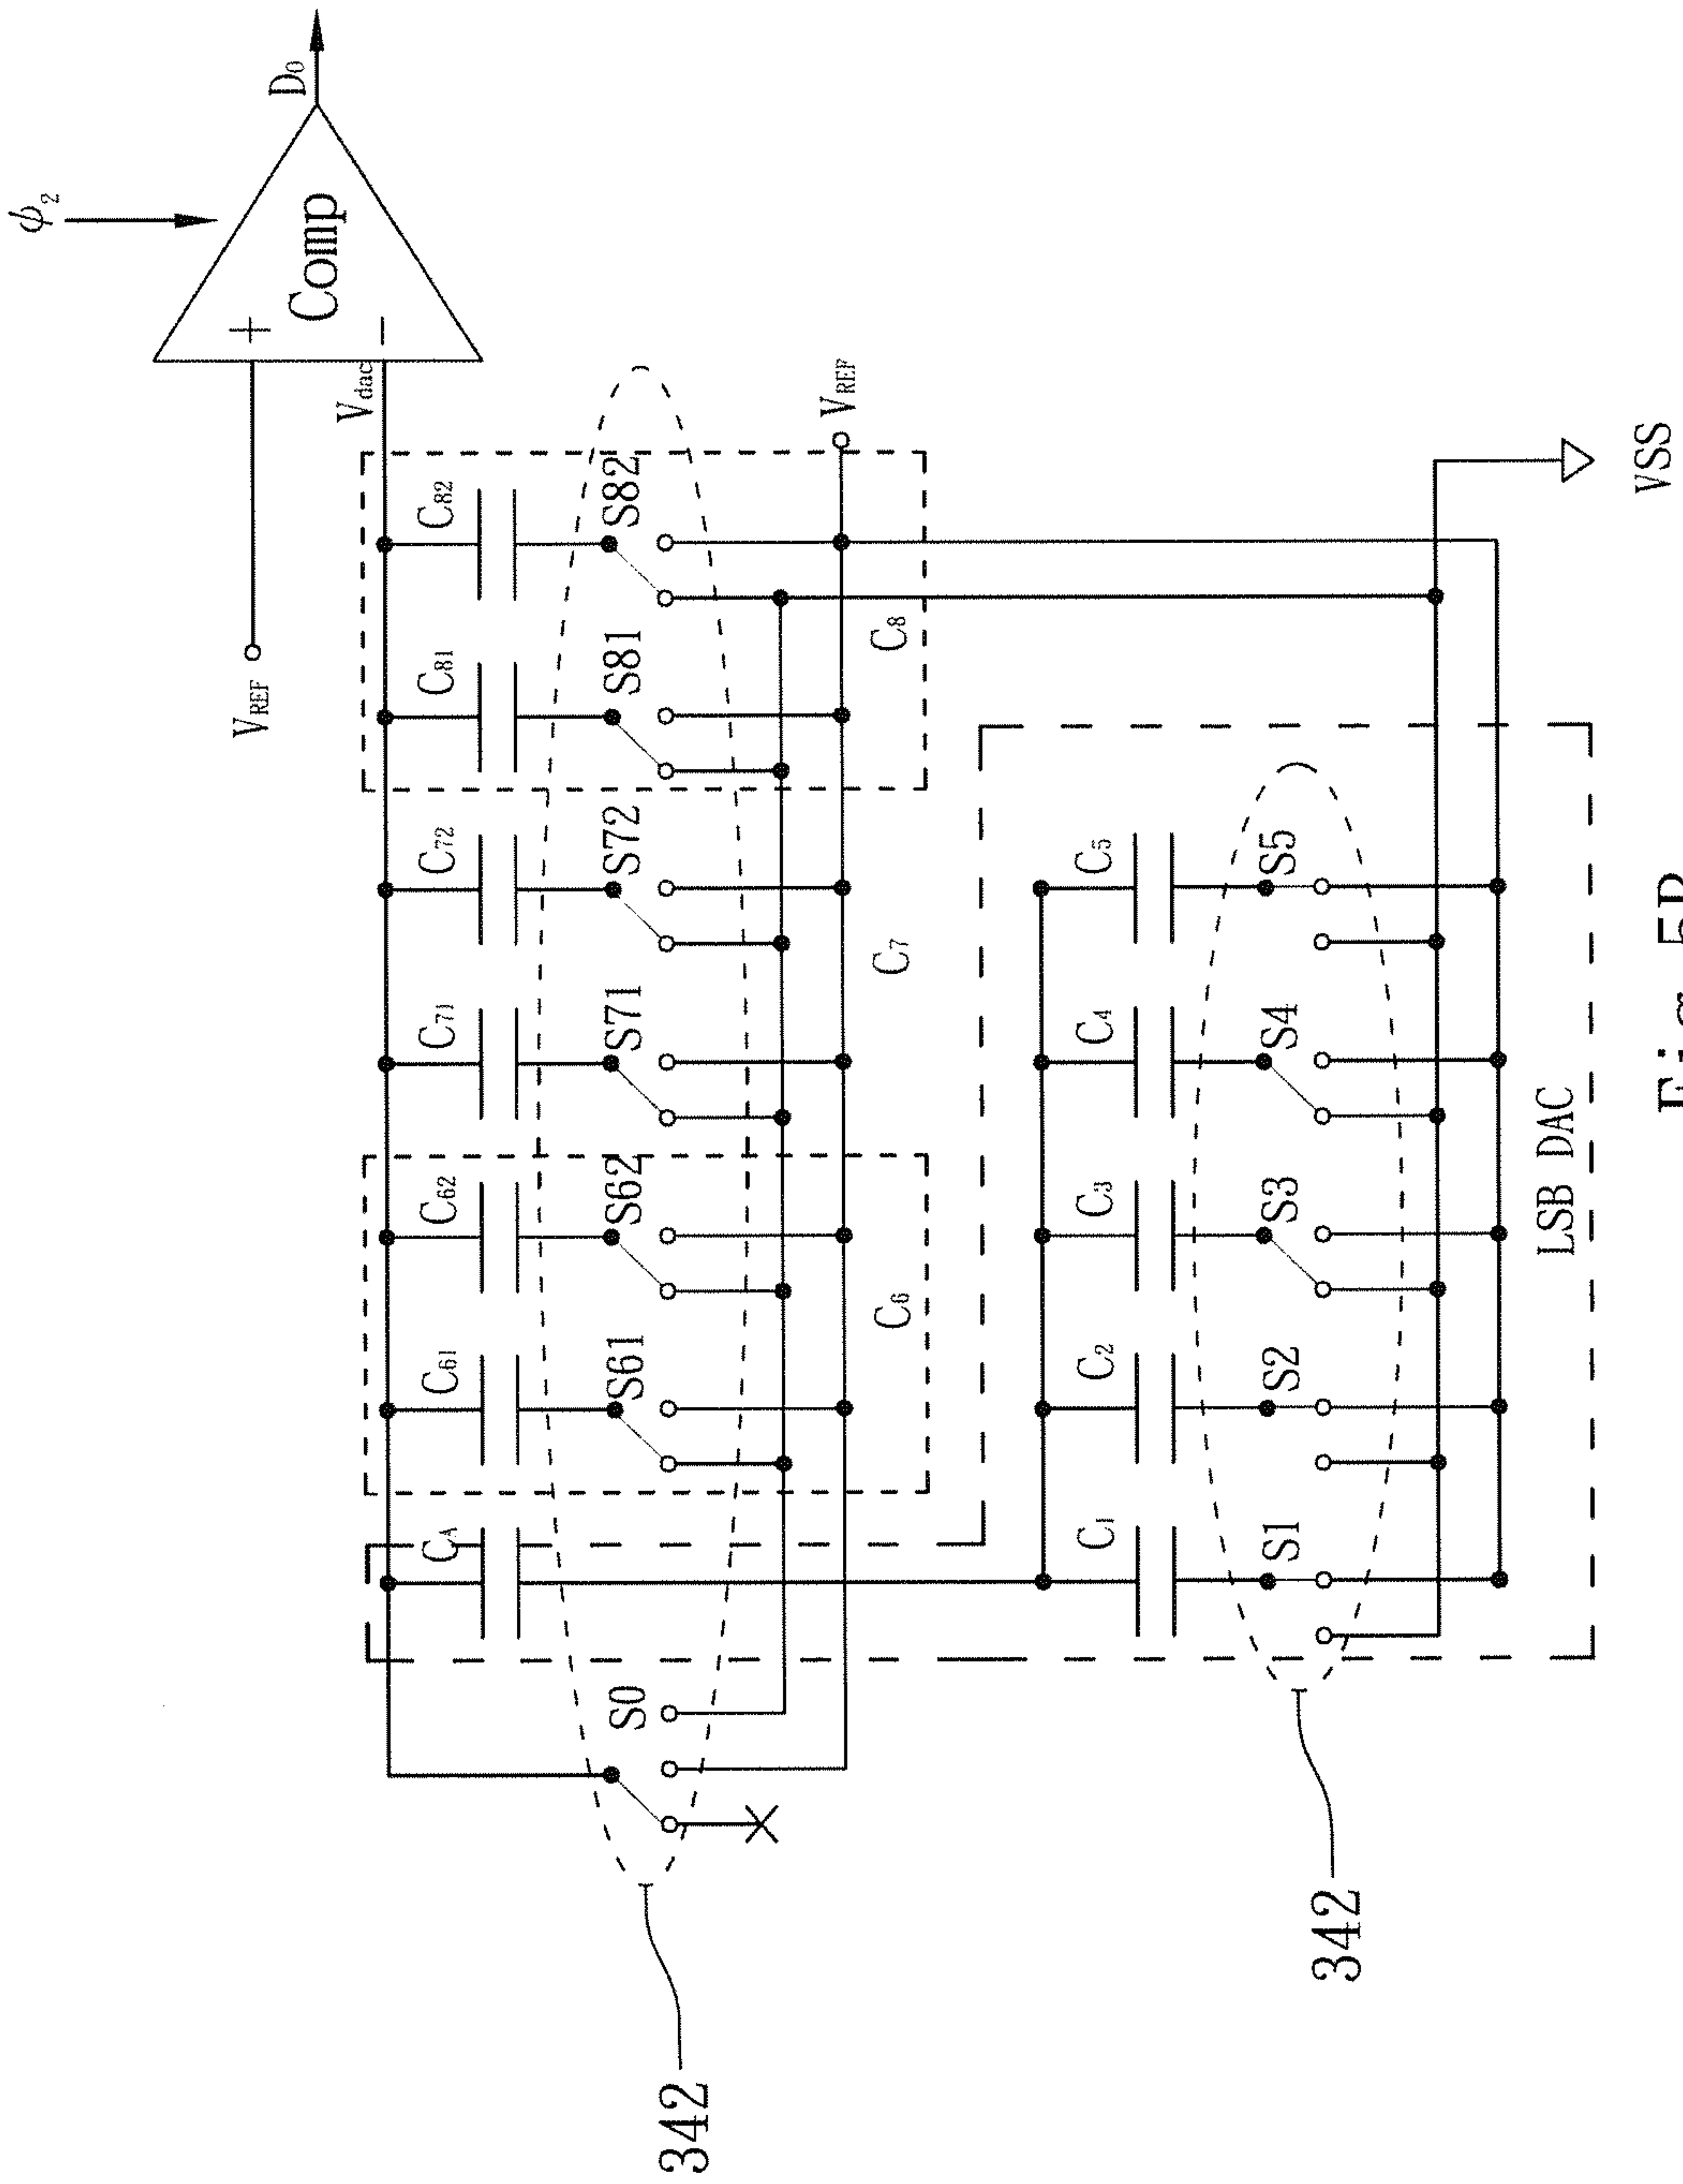 ϕ2
D0
Comp
+
−
VREF
Vdac
C82
C81
C72
C71
C62
C61
CA
S82
S81
S72
S71
S62
S61
S0
VREF
C8
C7
C6
342
C5
C4
C3
C2
C1
S5
S4
S3
S2
S1
LSB DAC
342
VSS